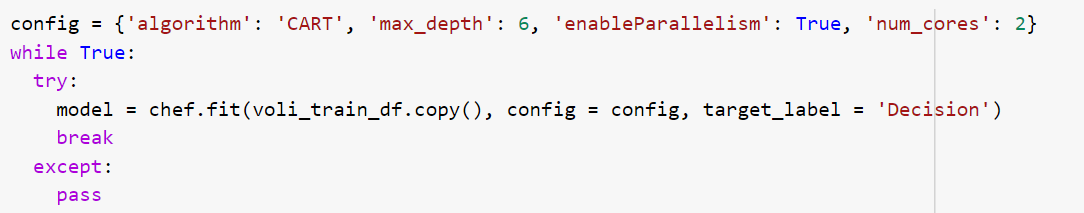 config = {'algorithm': 'CART', 'max_depth': 6, 'enableParallelism': True, 'num_cores': 2}
while True:
  try:
    model = chef.fit(voli_train_df.copy(), config = config, target_label = 'Decision')
    break
  except:
    pass